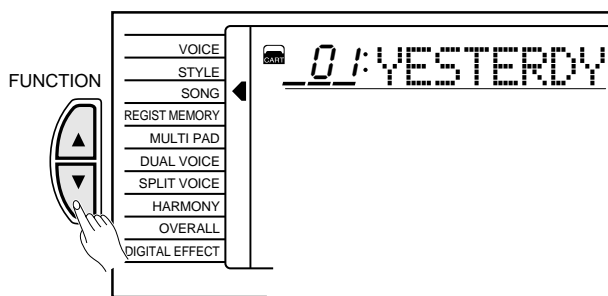 FUNCTION
VOICE
STYLE
SONG
REGIST MEMORY
MULTI PAD
DUAL VOICE
SPLIT VOICE
HARMONY
OVERALL
DIGITAL EFFECT
CART
_01:YESTERDY